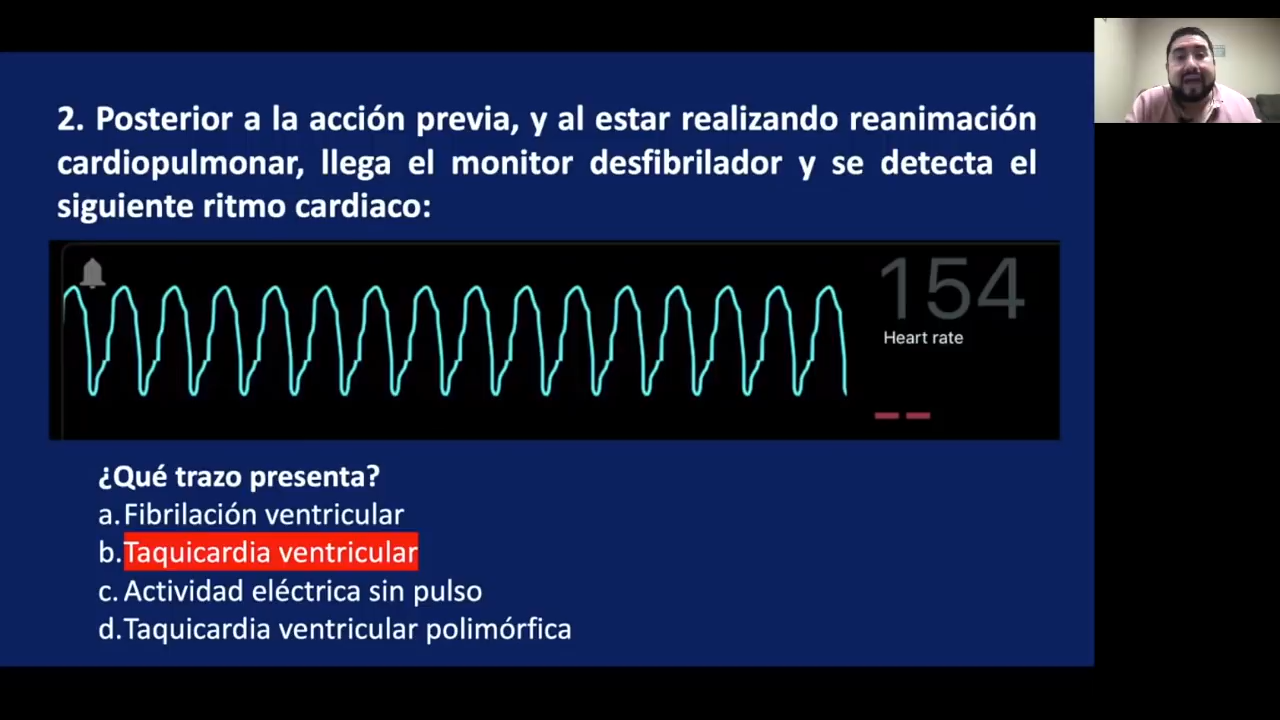 2. Posterior a la acción previa, y al estar realizando reanimación
cardiopulmonar, llega el monitor desfibrilador y se detecta el
siguiente ritmo cardiaco:
154
Heart rate
¿Qué trazo presenta?
a. Fibrilación ventricular
b. Taquicardia ventricular
c. Actividad eléctrica sin pulso
d. Taquicardia ventricular polimórfica